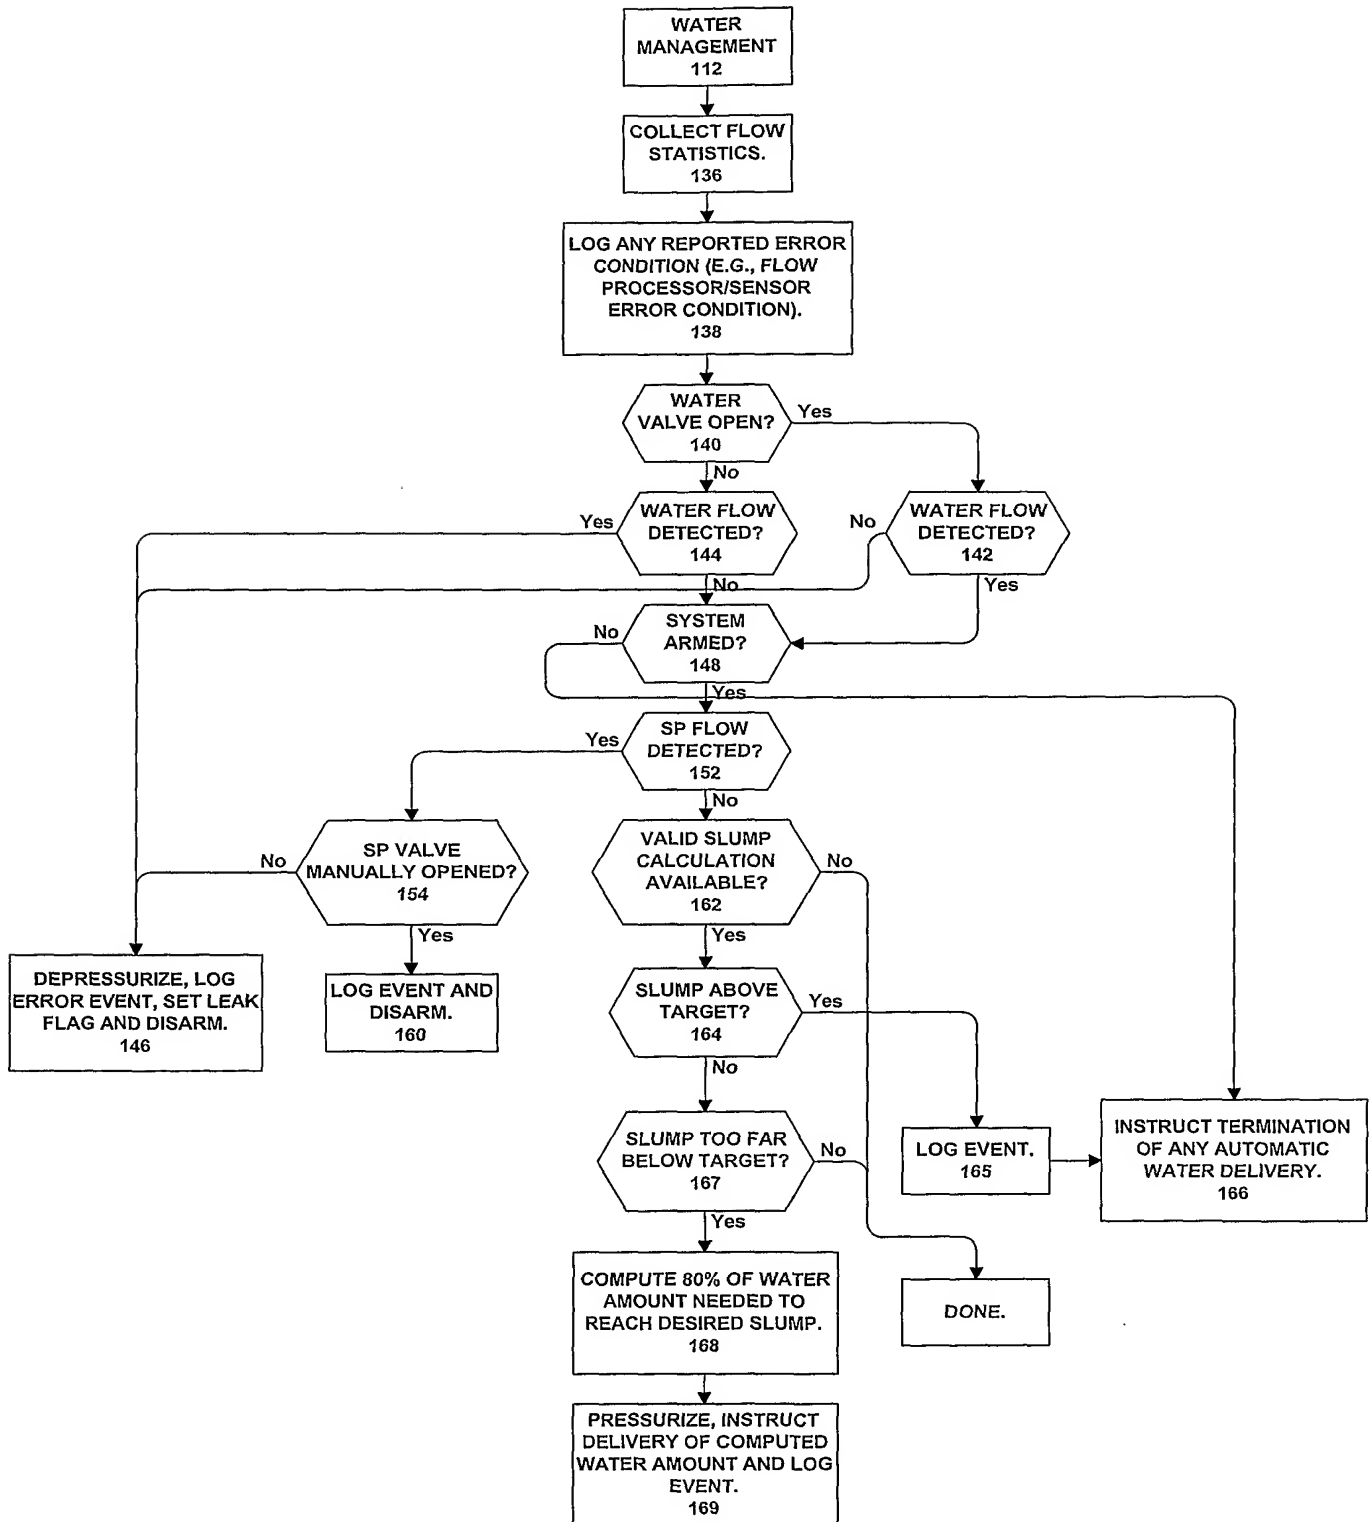 WATER
MANAGEMENT
112
COLLECT FLOW
STATISTICS.
136
LOG ANY REPORTED ERROR
CONDITION (E.G., FLOW
PROCESSOR/SENSOR
ERROR CONDITION).
138
WATER
VALVE OPEN?
140
Yes
No
WATER FLOW
DETECTED?
144
Yes
No
WATER FLOW
DETECTED?
142
No
Yes
SYSTEM
ARMED?
148
No
Yes
SP FLOW
DETECTED?
152
Yes
No
SP VALVE
MANUALLY OPENED?
154
No
Yes
VALID SLUMP
CALCULATION
AVAILABLE?
162
No
Yes
DEPRESSURIZE, LOG
ERROR EVENT, SET LEAK
FLAG AND DISARM.
146
LOG EVENT AND
DISARM.
160
SLUMP ABOVE
TARGET?
164
Yes
No
SLUMP TOO FAR
BELOW TARGET?
167
No
Yes
LOG EVENT.
165
INSTRUCT TERMINATION
OF ANY AUTOMATIC
WATER DELIVERY.
166
COMPUTE 80% OF WATER
AMOUNT NEEDED TO
REACH DESIRED SLUMP.
168
DONE.
PRESSURIZE, INSTRUCT
DELIVERY OF COMPUTED
WATER AMOUNT AND LOG
EVENT.
169